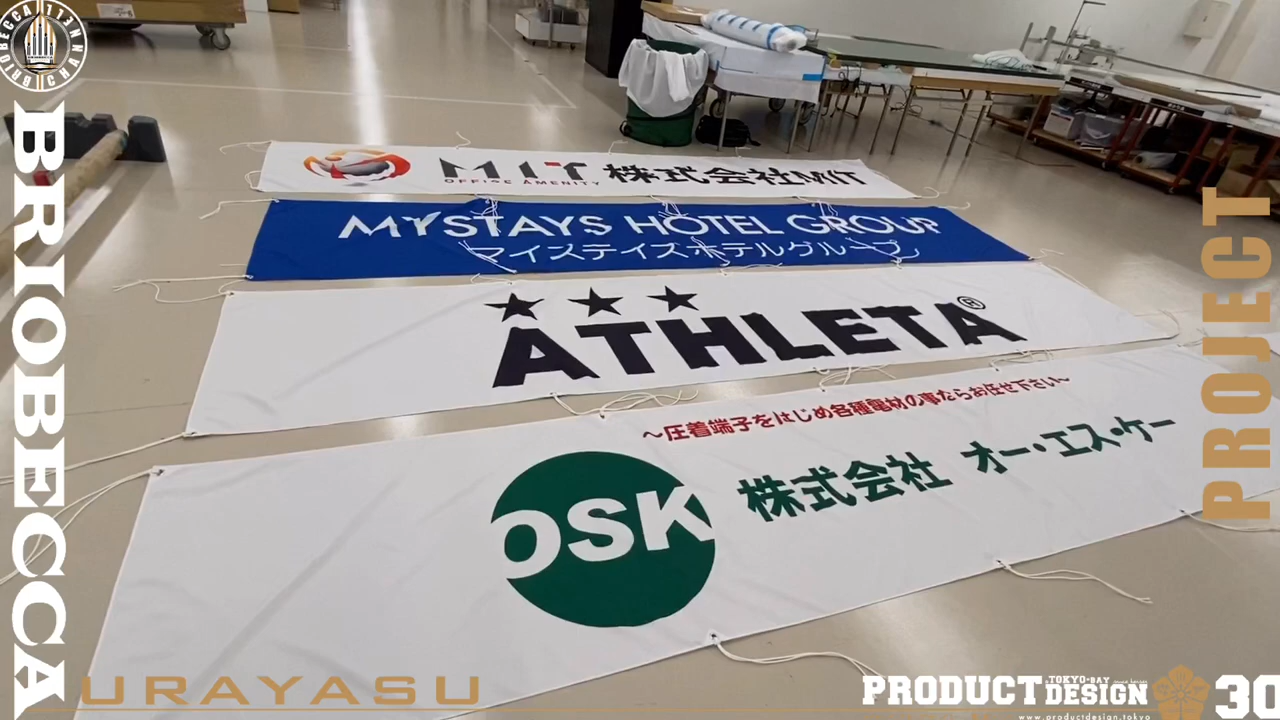 BRIOBECCA CHANNEL
BRIOBECCA
URAYASU
MIT
OFFICE AMENITY
株式会社MIT
MYSTAYS HOTEL GROUP
マイステイズホテルグループ
ATHLETA®
〜圧着端子をはじめ各種電材の事ならお任せ下さい〜
OSK
株式会社 オー・エス・ケー
PROJECT
PRODUCT
TOKYO-BAY
DESIGN
www.productdesign.tokyo
30